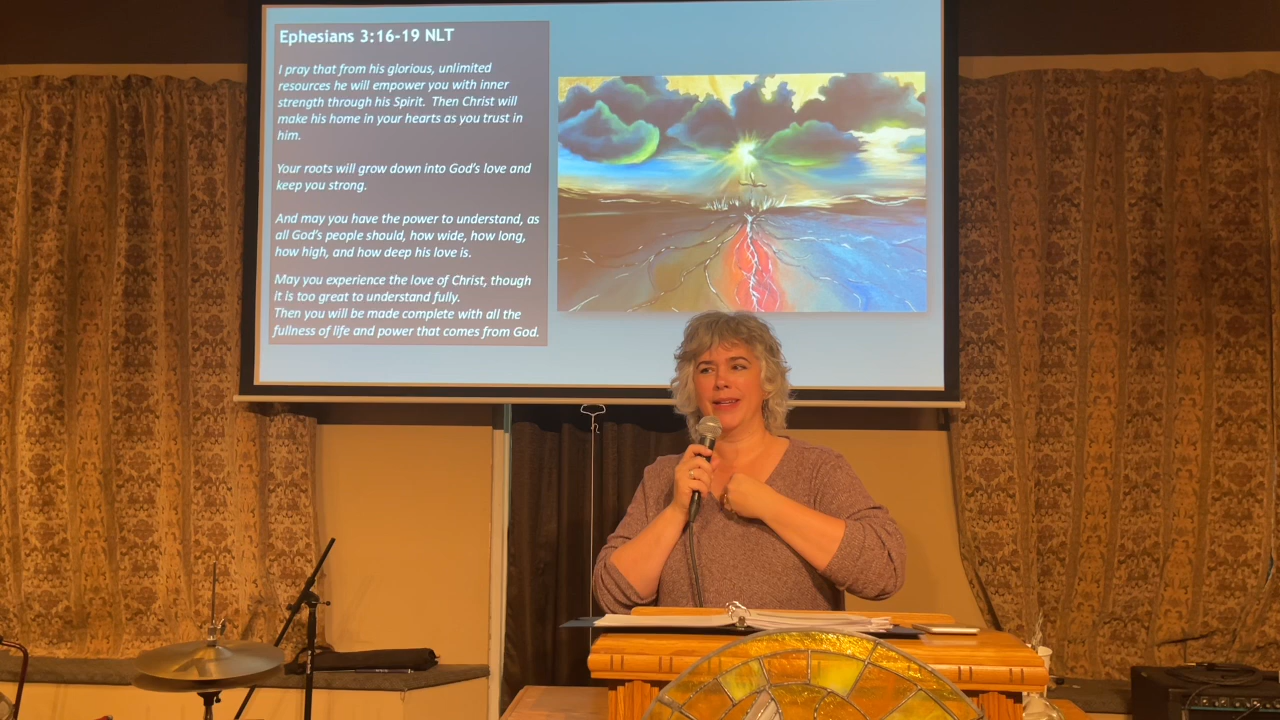 Ephesians 3:16-19 NLT
I pray that from his glorious, unlimited
resources he will empower you with inner
strength through his Spirit. Then Christ will
make his home in your hearts as you trust in
him.
Your roots will grow down into God's love and
keep you strong.
And may you have the power to understand, as
all God's people should, how wide, how long,
how high, and how deep his love is.
May you experience the love of Christ, though
it is too great to understand fully.
Then you will be made complete with all the
fullness of life and power that comes from God.